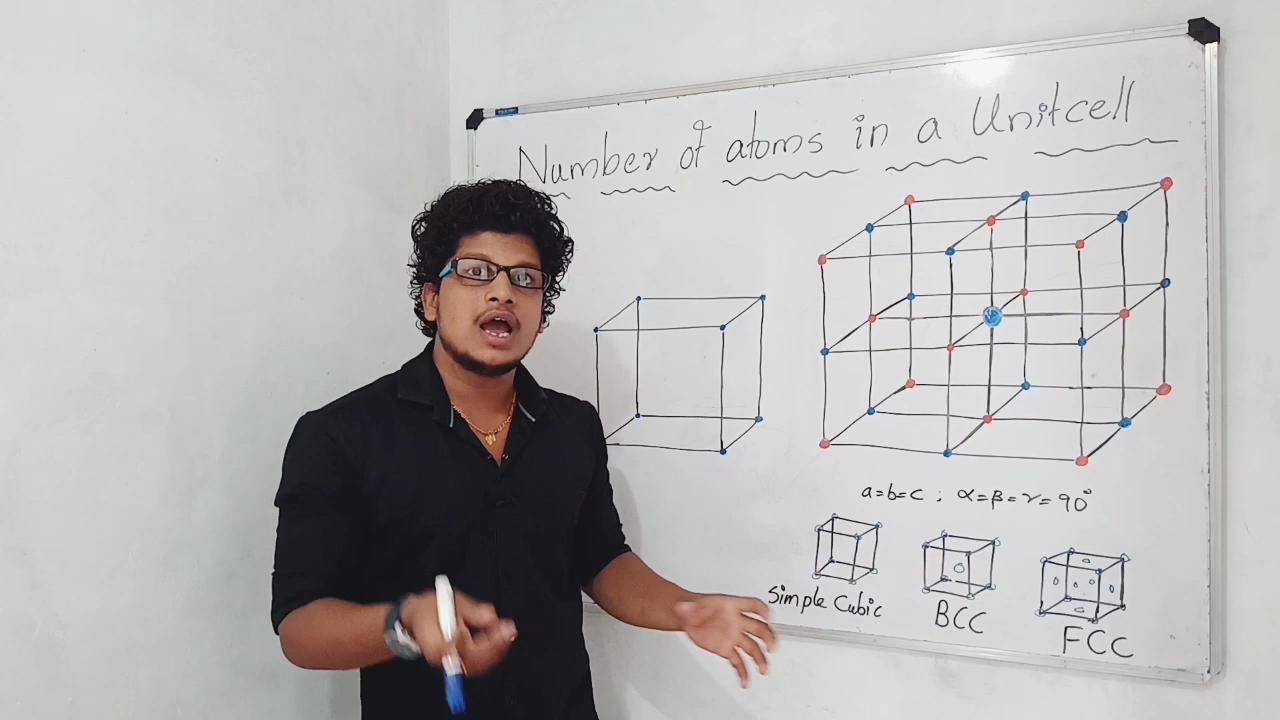 Number of atoms in a Unitcell
a=b=c ; α=β=γ=90°
Simple Cubic
BCC
FCC